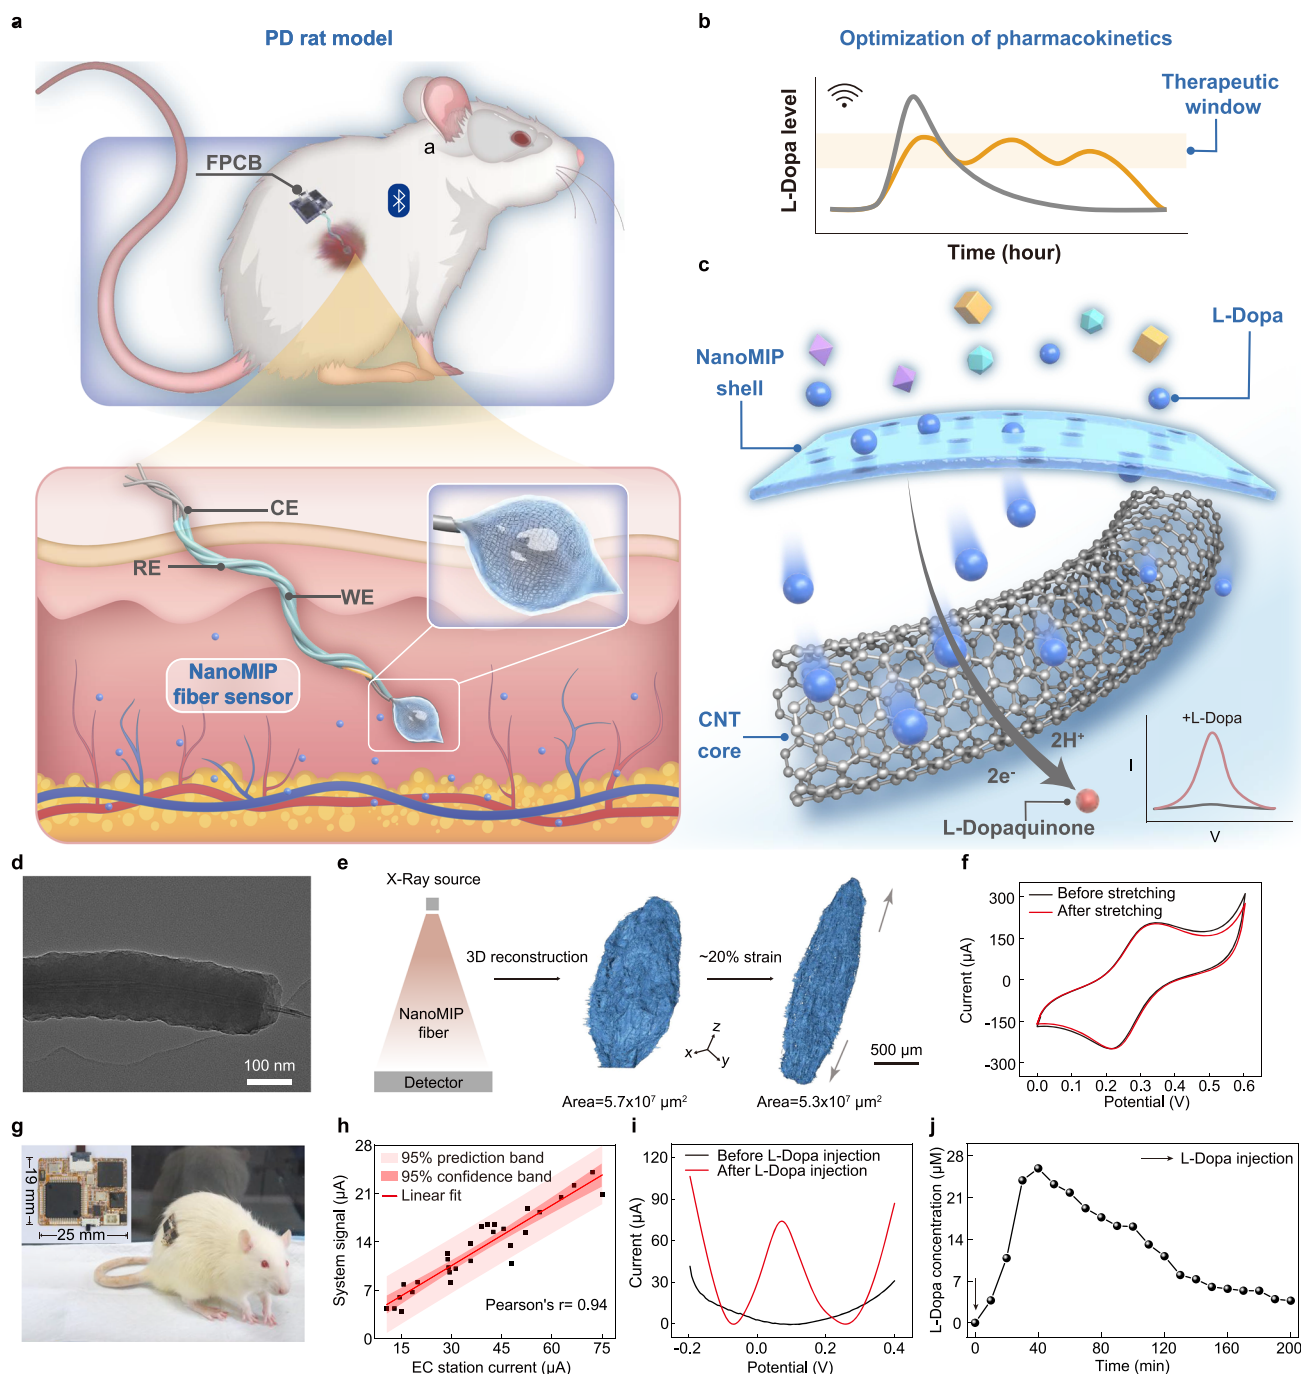 a
PD rat model
FPCB
a
CE
RE
WE
NanoMIP
fiber sensor
b
Optimization of pharmacokinetics
L-Dopa level
Therapeutic
window
Time (hour)
c
L-Dopa
NanoMIP
shell
CNT
core
2H⁺
2e⁻
L-Dopaquinone
+L-Dopa
I
V
d
100 nm
e
X-Ray source
3D reconstruction
~20% strain
NanoMIP
fiber
Detector
z
x
y
500 µm
Area=5.7x10⁷ µm²
Area=5.3x10⁷ µm²
f
Before stretching
After stretching
Current (µA)
300
150
0
-150
-300
0.0 0.1 0.2 0.3 0.4 0.5 0.6
Potential (V)
g
19 mm
25 mm
h
95% prediction band
95% confidence band
Linear fit
System signal (µA)
28
21
14
7
0
Pearson's r= 0.94
15 30 45 60 75
EC station current (µA)
i
Before L-Dopa injection
After L-Dopa injection
Current (µA)
120
90
60
30
0
-0.2 0.0 0.2 0.4
Potential (V)
j
L-Dopa injection
L-Dopa concentration (µM)
28
21
14
7
0
0 40 80 120 160 200
Time (min)